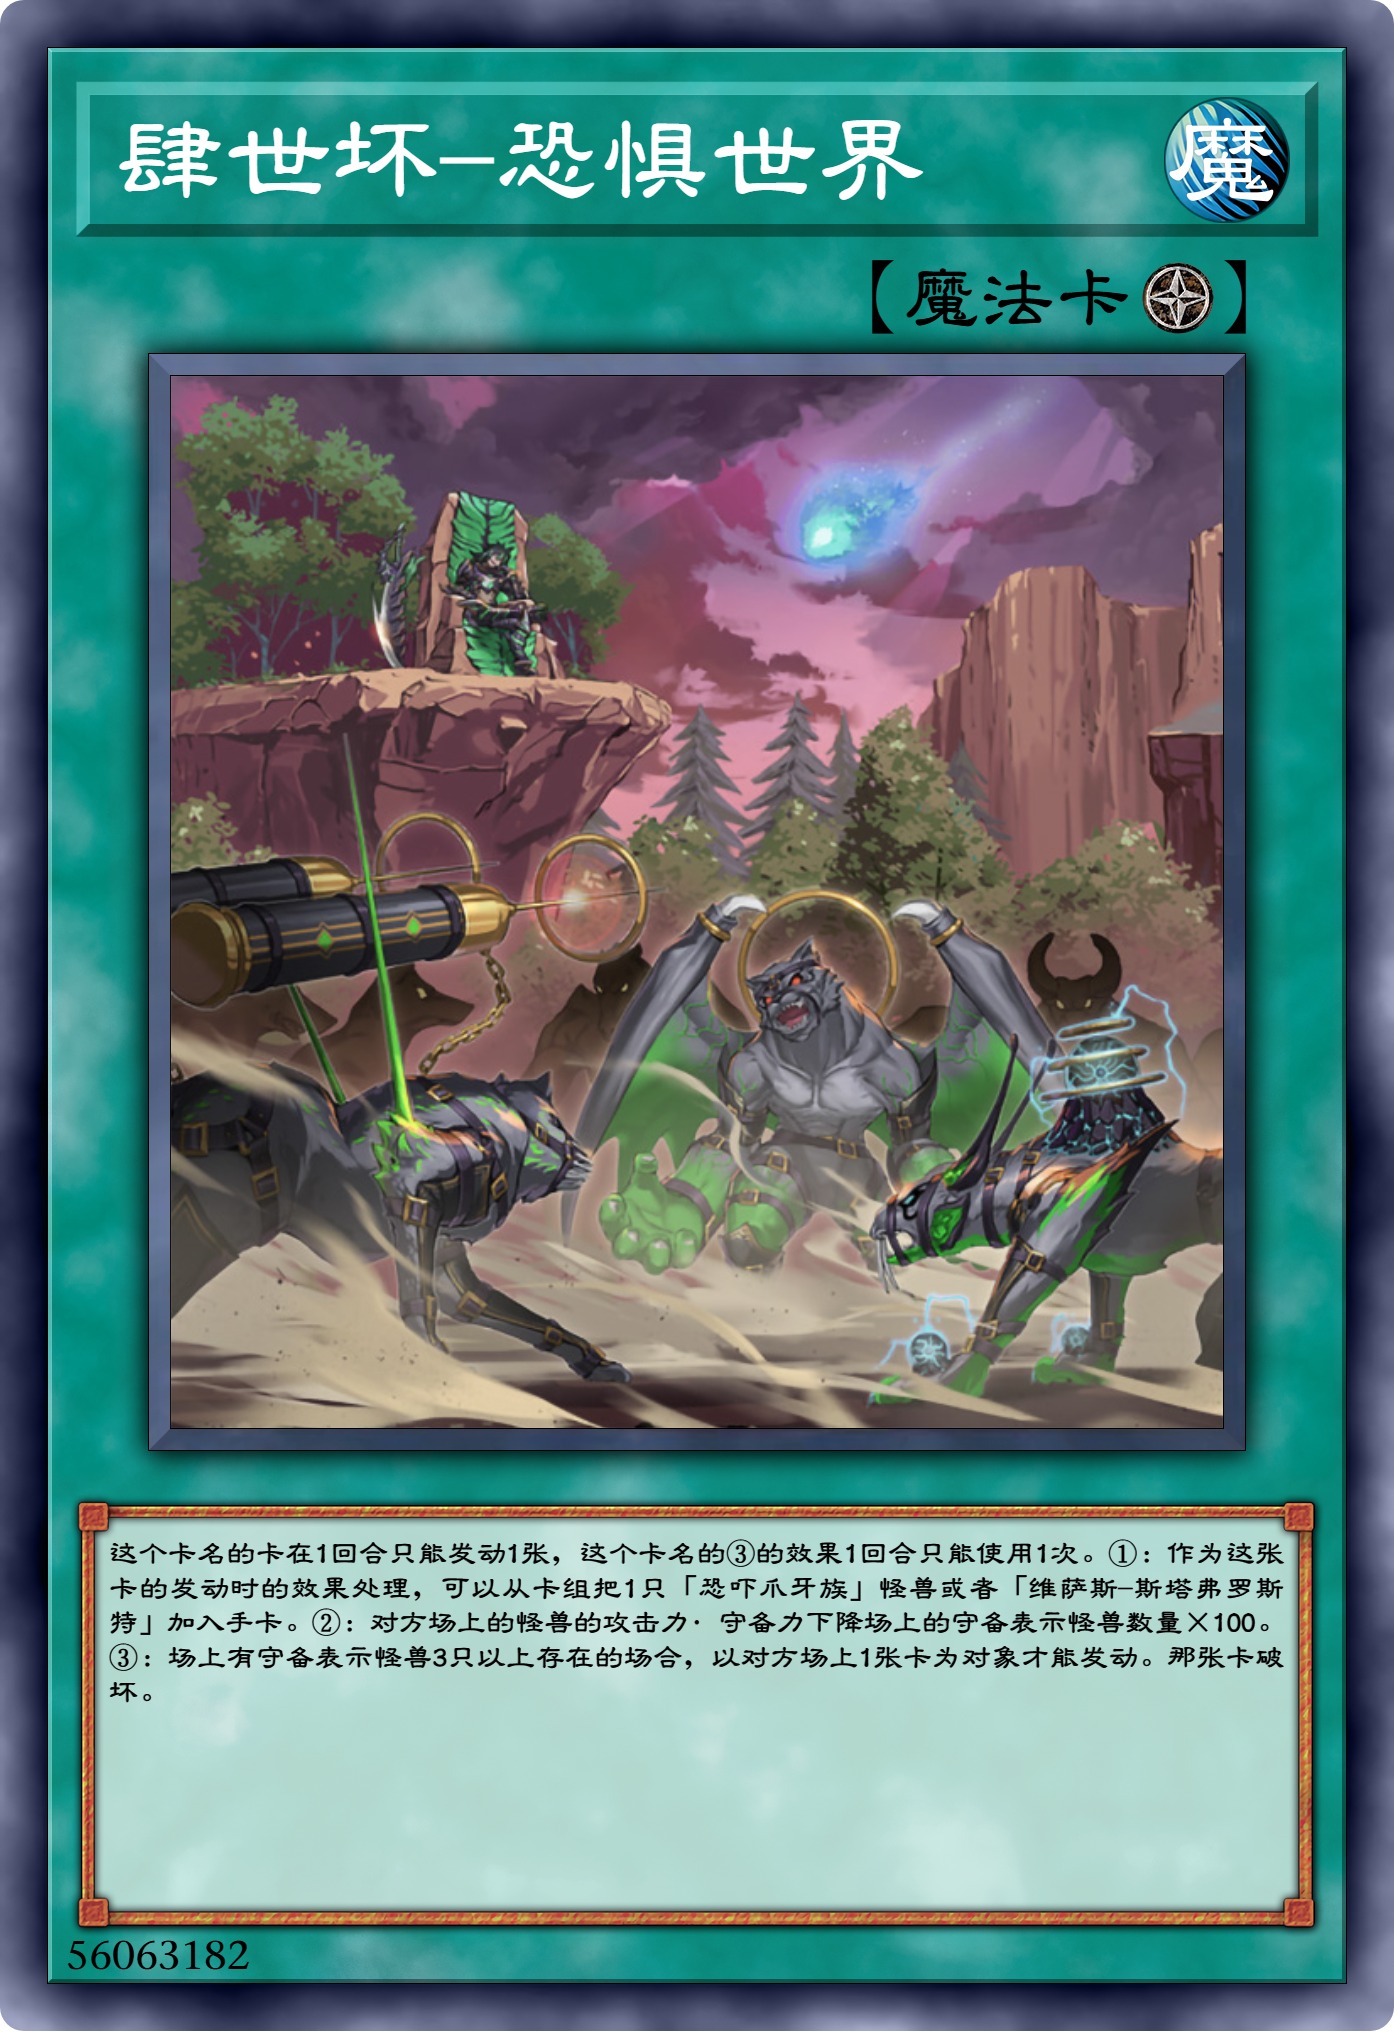 肆世坏-恐惧世界
魔
【魔法卡】
这个卡名的卡在1回合只能发动1张，这个卡名的③的效果1回合只能使用1次。①：作为这张
卡的发动时的效果处理，可以从卡组把1只「恐吓爪牙族」怪兽或者「维萨斯-斯塔弗罗斯
特」加入手卡。②：对方场上的怪兽的攻击力·守备力下降场上的守备表示怪兽数量×100。
③：场上有守备表示怪兽3只以上存在的场合，以对方场上1张卡为对象才能发动。那张卡破
坏。
56063182